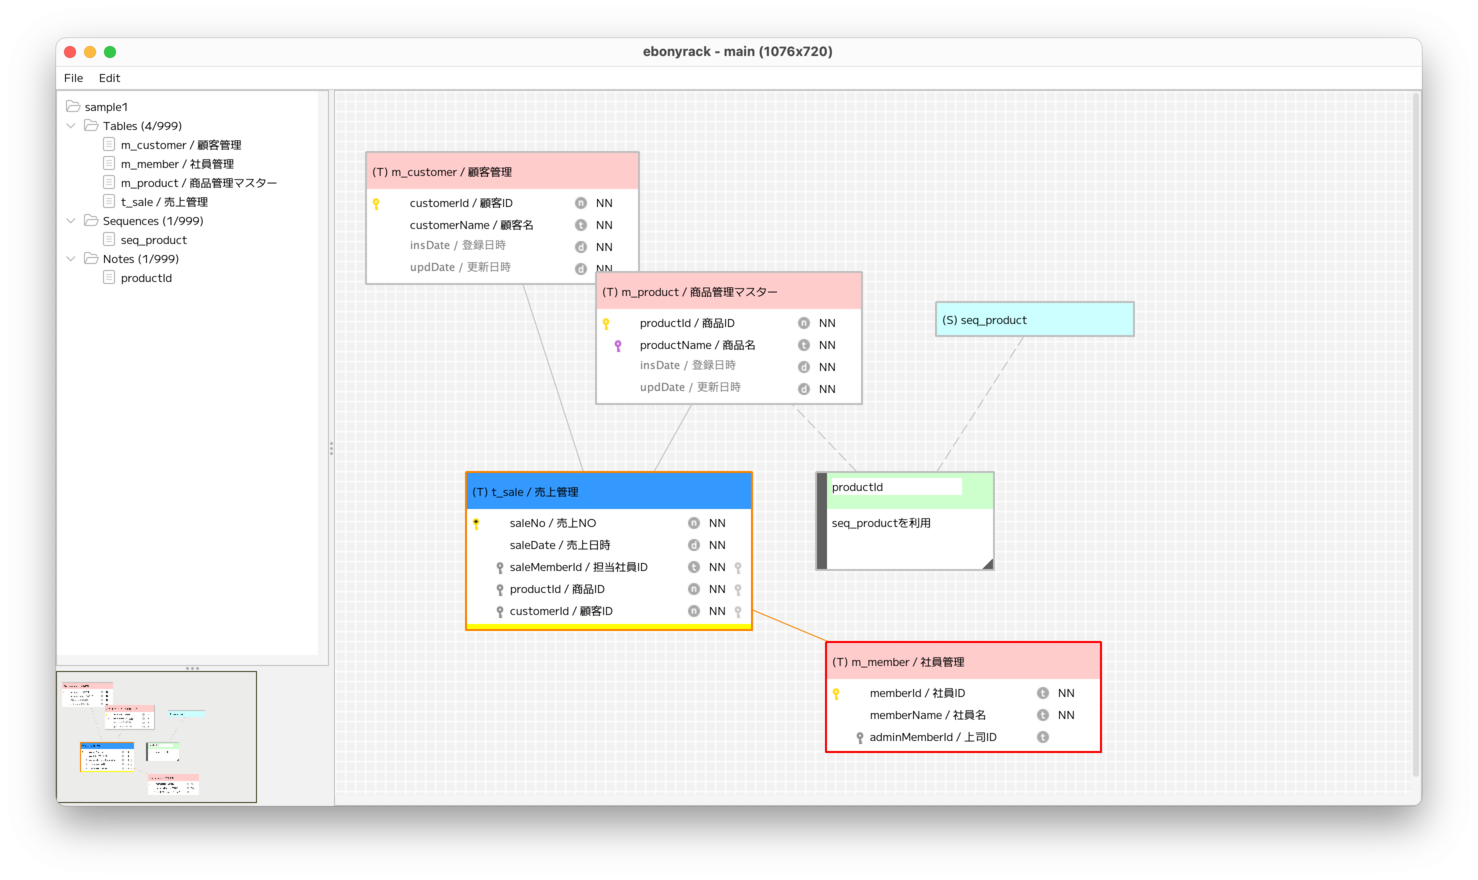 ebonyrack - main (1076x720)
File Edit
sample1
Tables (4/999)
m_customer / 顧客管理
m_member / 社員管理
m_product / 商品管理マスター
t_sale / 売上管理
Sequences (1/999)
seq_product
Notes (1/999)
productId
(T) m_customer / 顧客管理
customerId / 顧客ID n NN
customerName / 顧客名 t NN
insDate / 登録日時 d NN
updDate / 更新日時 d NN
(T) m_product / 商品管理マスター
productId / 商品ID n NN
productName / 商品名 t NN
insDate / 登録日時 d NN
updDate / 更新日時 d NN
(S) seq_product
(T) t_sale / 売上管理
saleNo / 売上NO n NN
saleDate / 売上日時 d NN
saleMemberId / 担当社員ID t NN
productId / 商品ID n NN
customerId / 顧客ID n NN
productId
seq_productを利用
(T) m_member / 社員管理
memberId / 社員ID t NN
memberName / 社員名 t NN
adminMemberId / 上司ID t